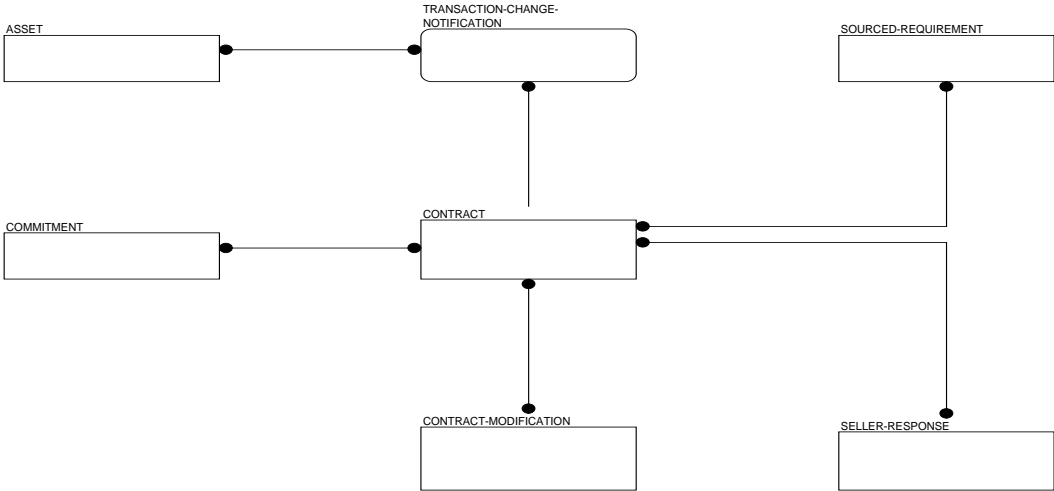 TRANSACTION-CHANGE-
NOTIFICATION
ASSET
SOURCED-REQUIREMENT
CONTRACT
COMMITMENT
CONTRACT-MODIFICATION
SELLER-RESPONSE